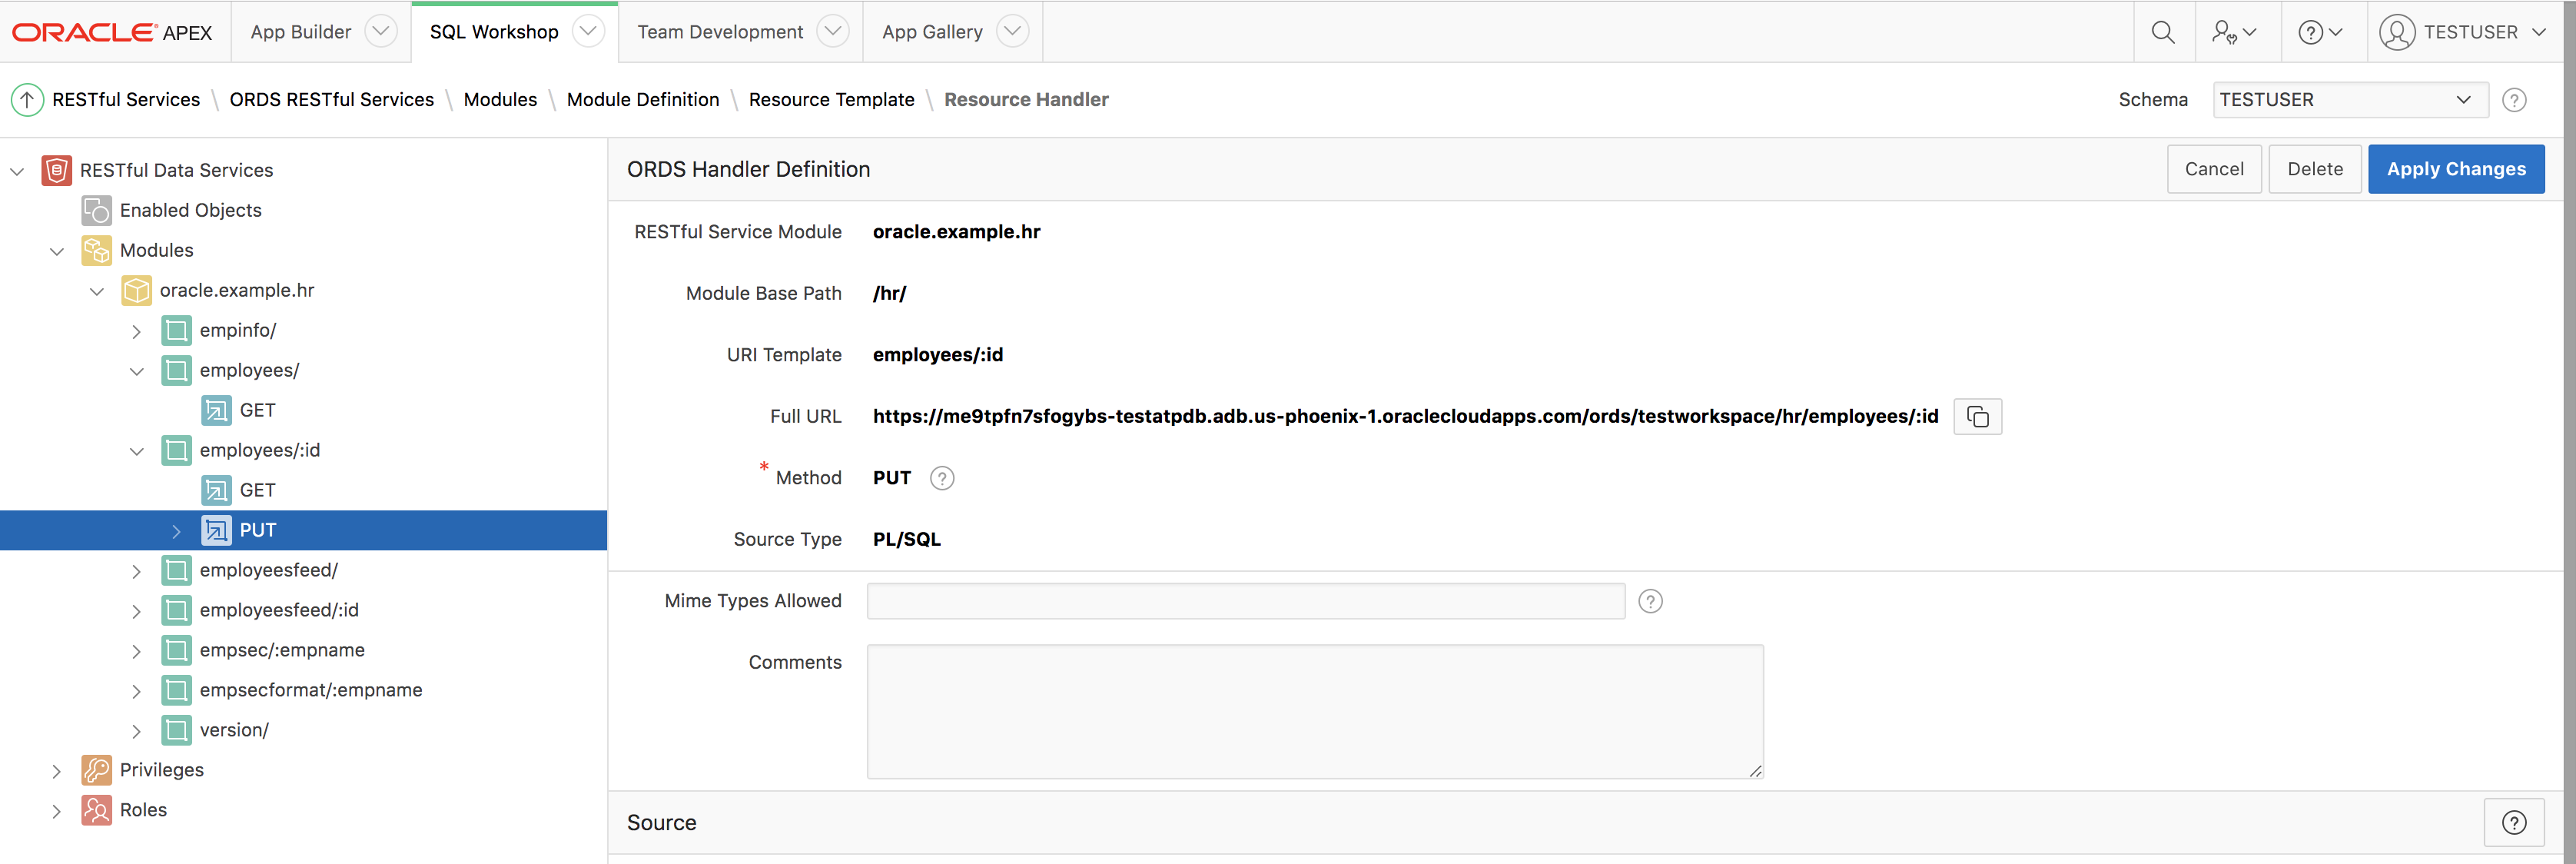 ORACLE APEX App Builder SQL Workshop Team Development App Gallery TESTUSER
RESTful Services \ ORDS RESTful Services \ Modules \ Module Definition \ Resource Template \ Resource Handler Schema TESTUSER
RESTful Data Services
Enabled Objects
Modules
oracle.example.hr
empinfo/
employees/
GET
employees/:id
GET
PUT
employeesfeed/
employeesfeed/:id
empsec/:empname
empsecformat/:empname
version/
Privileges
Roles
ORDS Handler Definition Cancel Delete Apply Changes
RESTful Service Module oracle.example.hr
Module Base Path /hr/
URI Template employees/:id
Full URL https://me9tpfn7sfogybs-testatpdb.adb.us-phoenix-1.oraclecloudapps.com/ords/testworkspace/hr/employees/:id
* Method PUT ?
Source Type PL/SQL
Mime Types Allowed ?
Comments
Source ?